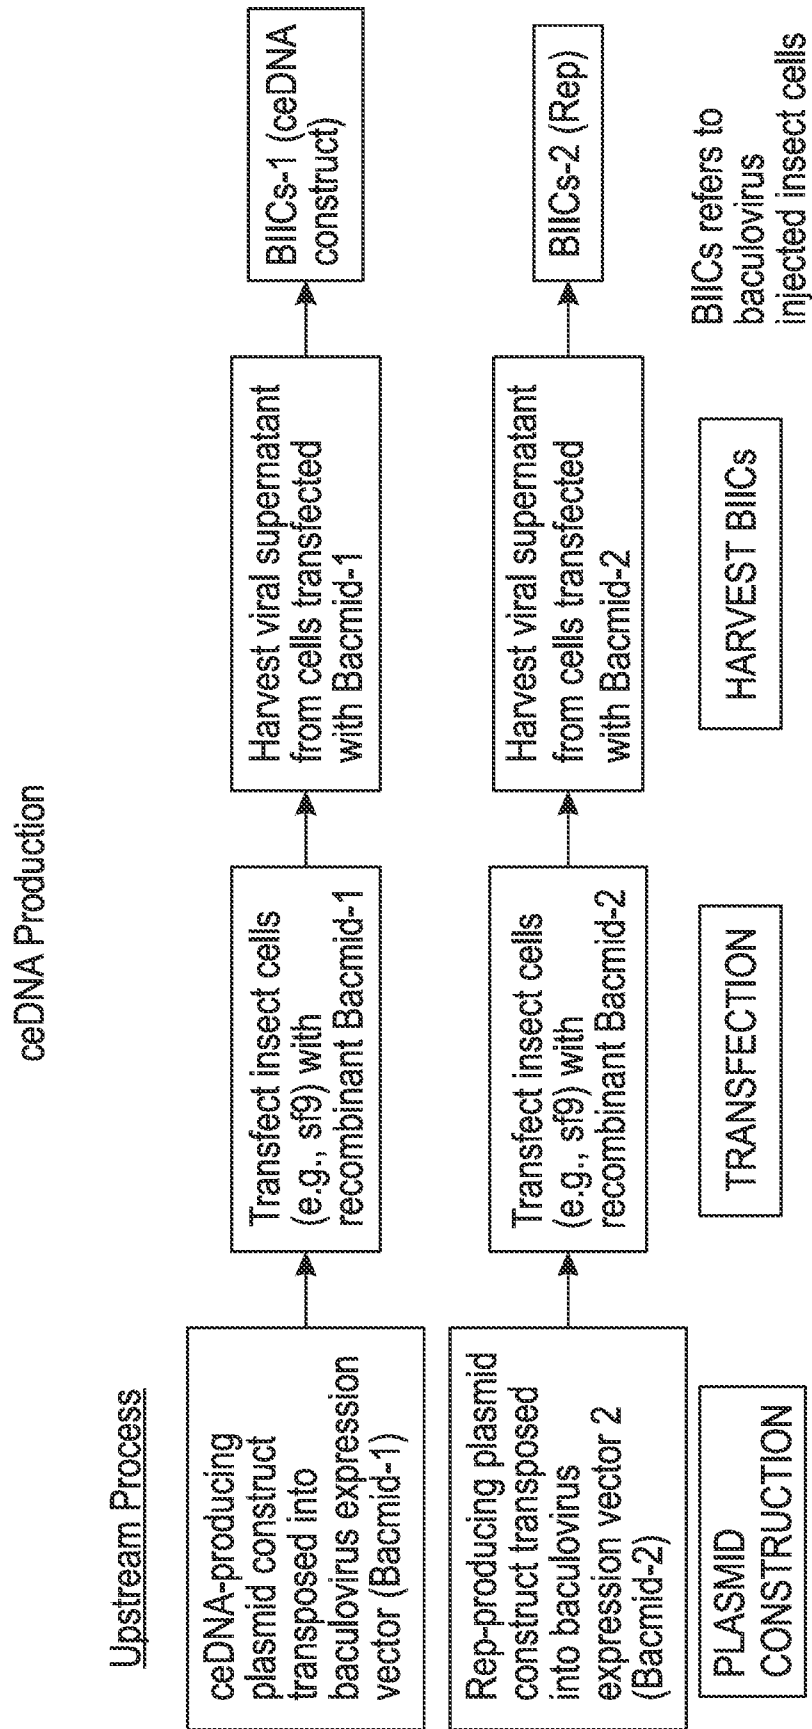 ceDNA Production
Upstream Process
ceDNA-producing
plasmid construct
transposed into
baculovirus expression
vector (Bacmid-1)
Transfect insect cells
(e.g., sf9) with
recombinant Bacmid-1
Harvest viral supernatant
from cells transfected
with Bacmid-1
BIICs-1 (ceDNA
construct)
Rep-producing plasmid
construct transposed
into baculovirus
expression vector 2
(Bacmid-2)
Transfect insect cells
(e.g., sf9) with
recombinant Bacmid-2
Harvest viral supernatant
from cells transfected
with Bacmid-2
BIICs-2 (Rep)
PLASMID
CONSTRUCTION
TRANSFECTION
HARVEST BIICs
BIICs refers to
baculovirus
injected insect cells